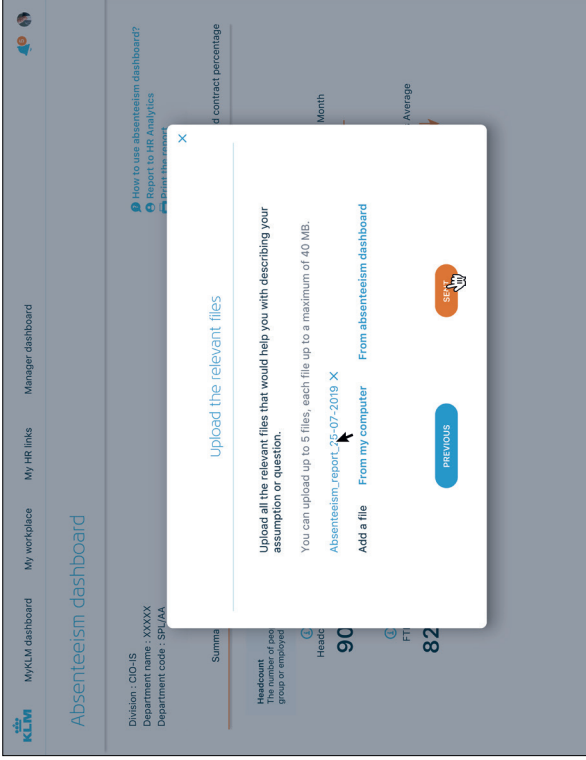 KLM
MyKLM dashboard
My workplace
My HR links
Manager dashboard
Absenteeism dashboard
Division : CIO-IS
Department name : XXXXX
Department code : SPL/AA
How to use absenteeism dashboard?
Report to HR Analytics
Print the report
Summa
d contract percentage
Headcount
The number of peo
group or employed
Headc
90
Month
FT
82
Average
Upload the relevant files
Upload all the relevant files that would help you with describing your
assumption or question.
You can upload up to 5 files, each file up to a maximum of 40 MB.
Absenteeism_report_25-07-2019 X
Add a file From my computer From absenteeism dashboard
PREVIOUS
SENT